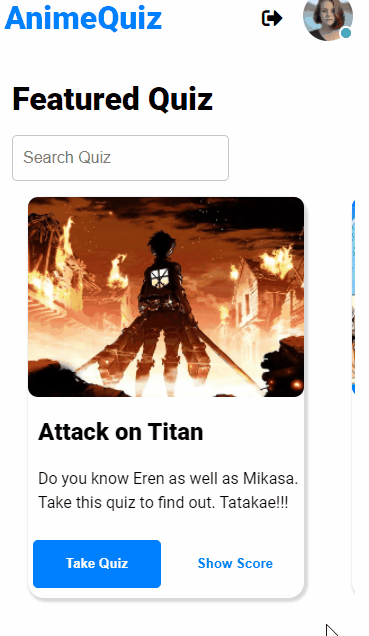 AnimeQuiz
Featured Quiz
Search Quiz
Attack on Titan
Do you know Eren as well as Mikasa.
Take this quiz to find out. Tatakae!!!
Take Quiz
Show Score